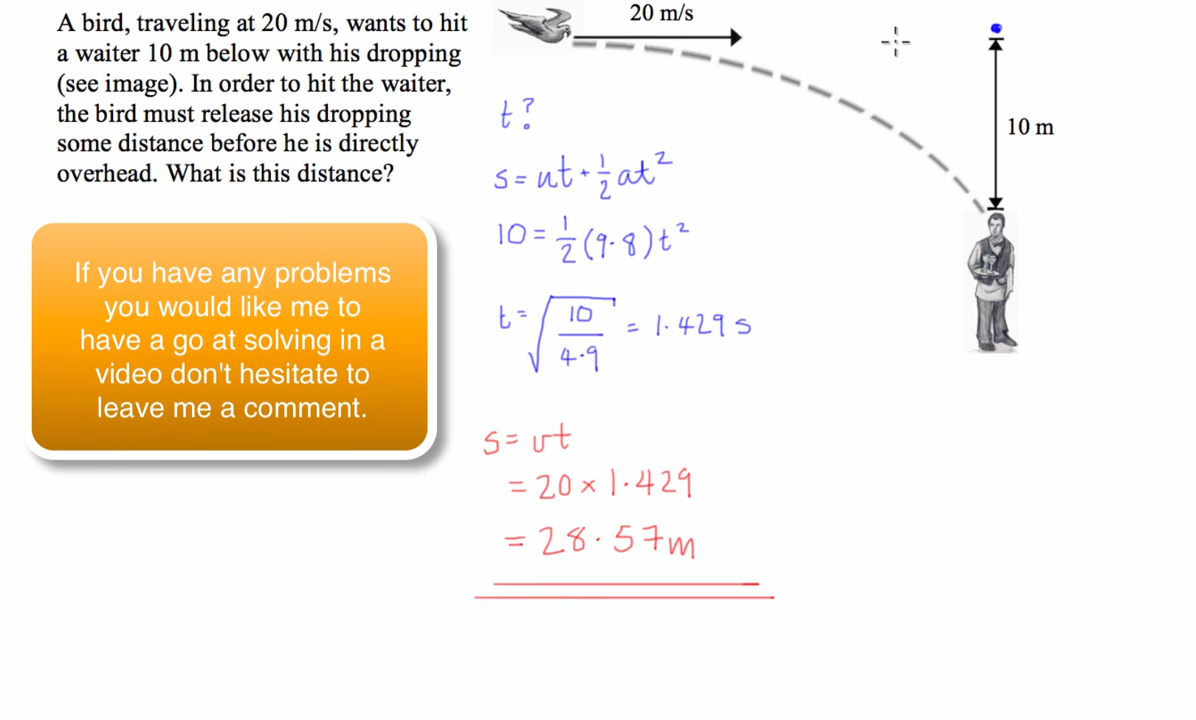 A bird, traveling at 20 m/s, wants to hit
a waiter 10 m below with his dropping
(see image). In order to hit the waiter,
the bird must release his dropping
some distance before he is directly
overhead. What is this distance?
20 m/s
10 m
t?
s = ut + 1/2 at²
10 = 1/2 (9.8) t²
t = √(10/4.9) = 1.429 s
If you have any problems
you would like me to
have a go at solving in a
video don't hesitate to
leave me a comment.
s = vt
= 20 × 1.429
= 28.57m